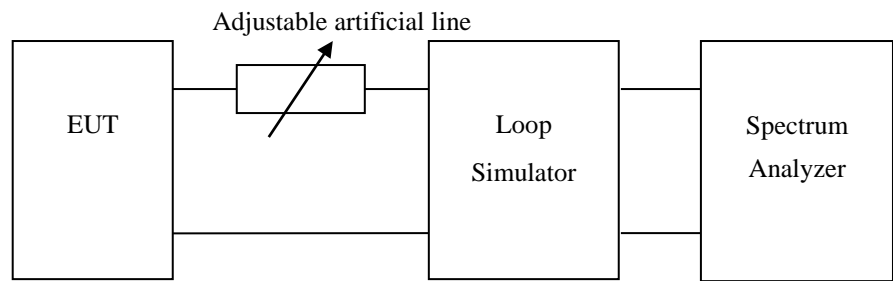 Adjustable artificial line
EUT
Loop
Simulator
Spectrum
Analyzer